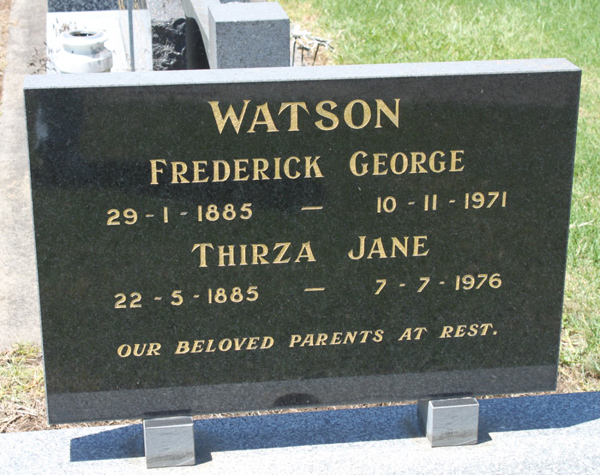 WATSON
FREDERICK GEORGE
29-1-1885 — 10-11-1971
THIRZA JANE
22-5-1885 — 7-7-1976
OUR BELOVED PARENTS AT REST.